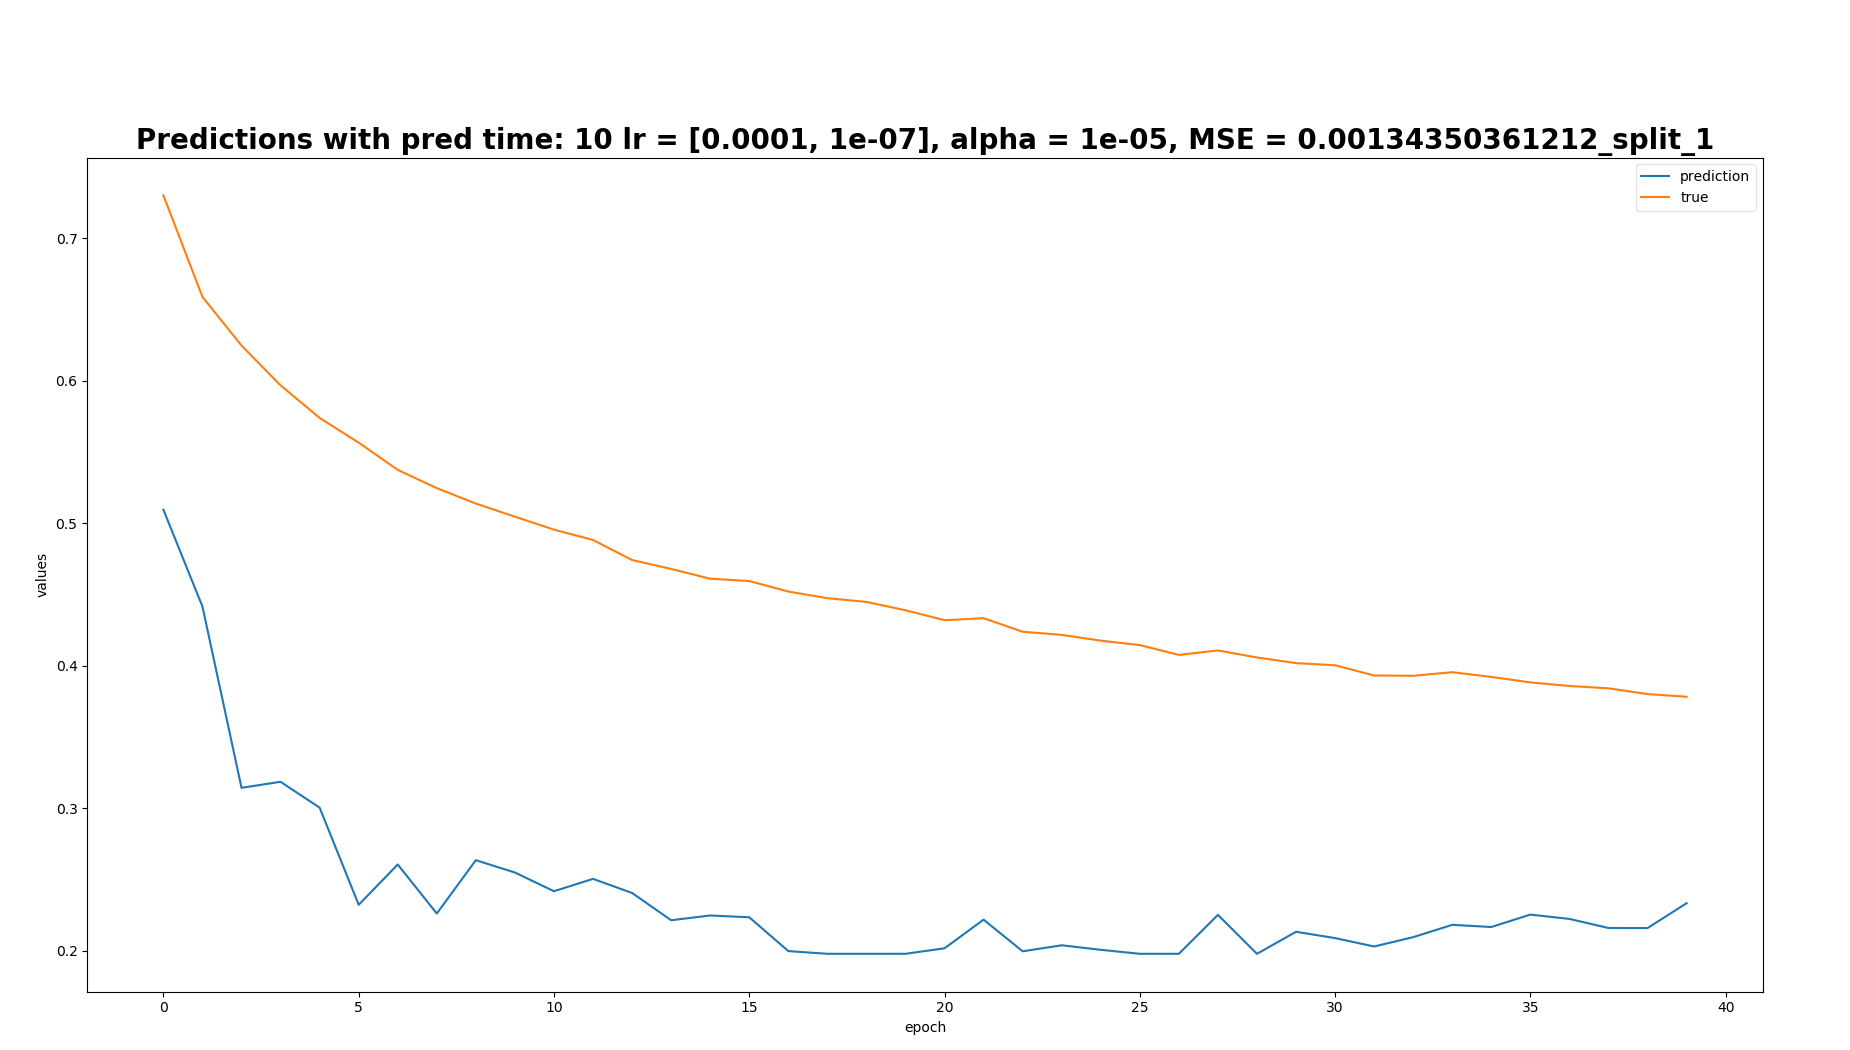 Predictions with pred time: 10 lr = [0.0001, 1e-07], alpha = 1e-05, MSE = 0.00134350361212_split_1
prediction
true
0.7
0.6
0.5
0.4
0.3
0.2
values
0 5 10 15 20 25 30 35 40
epoch